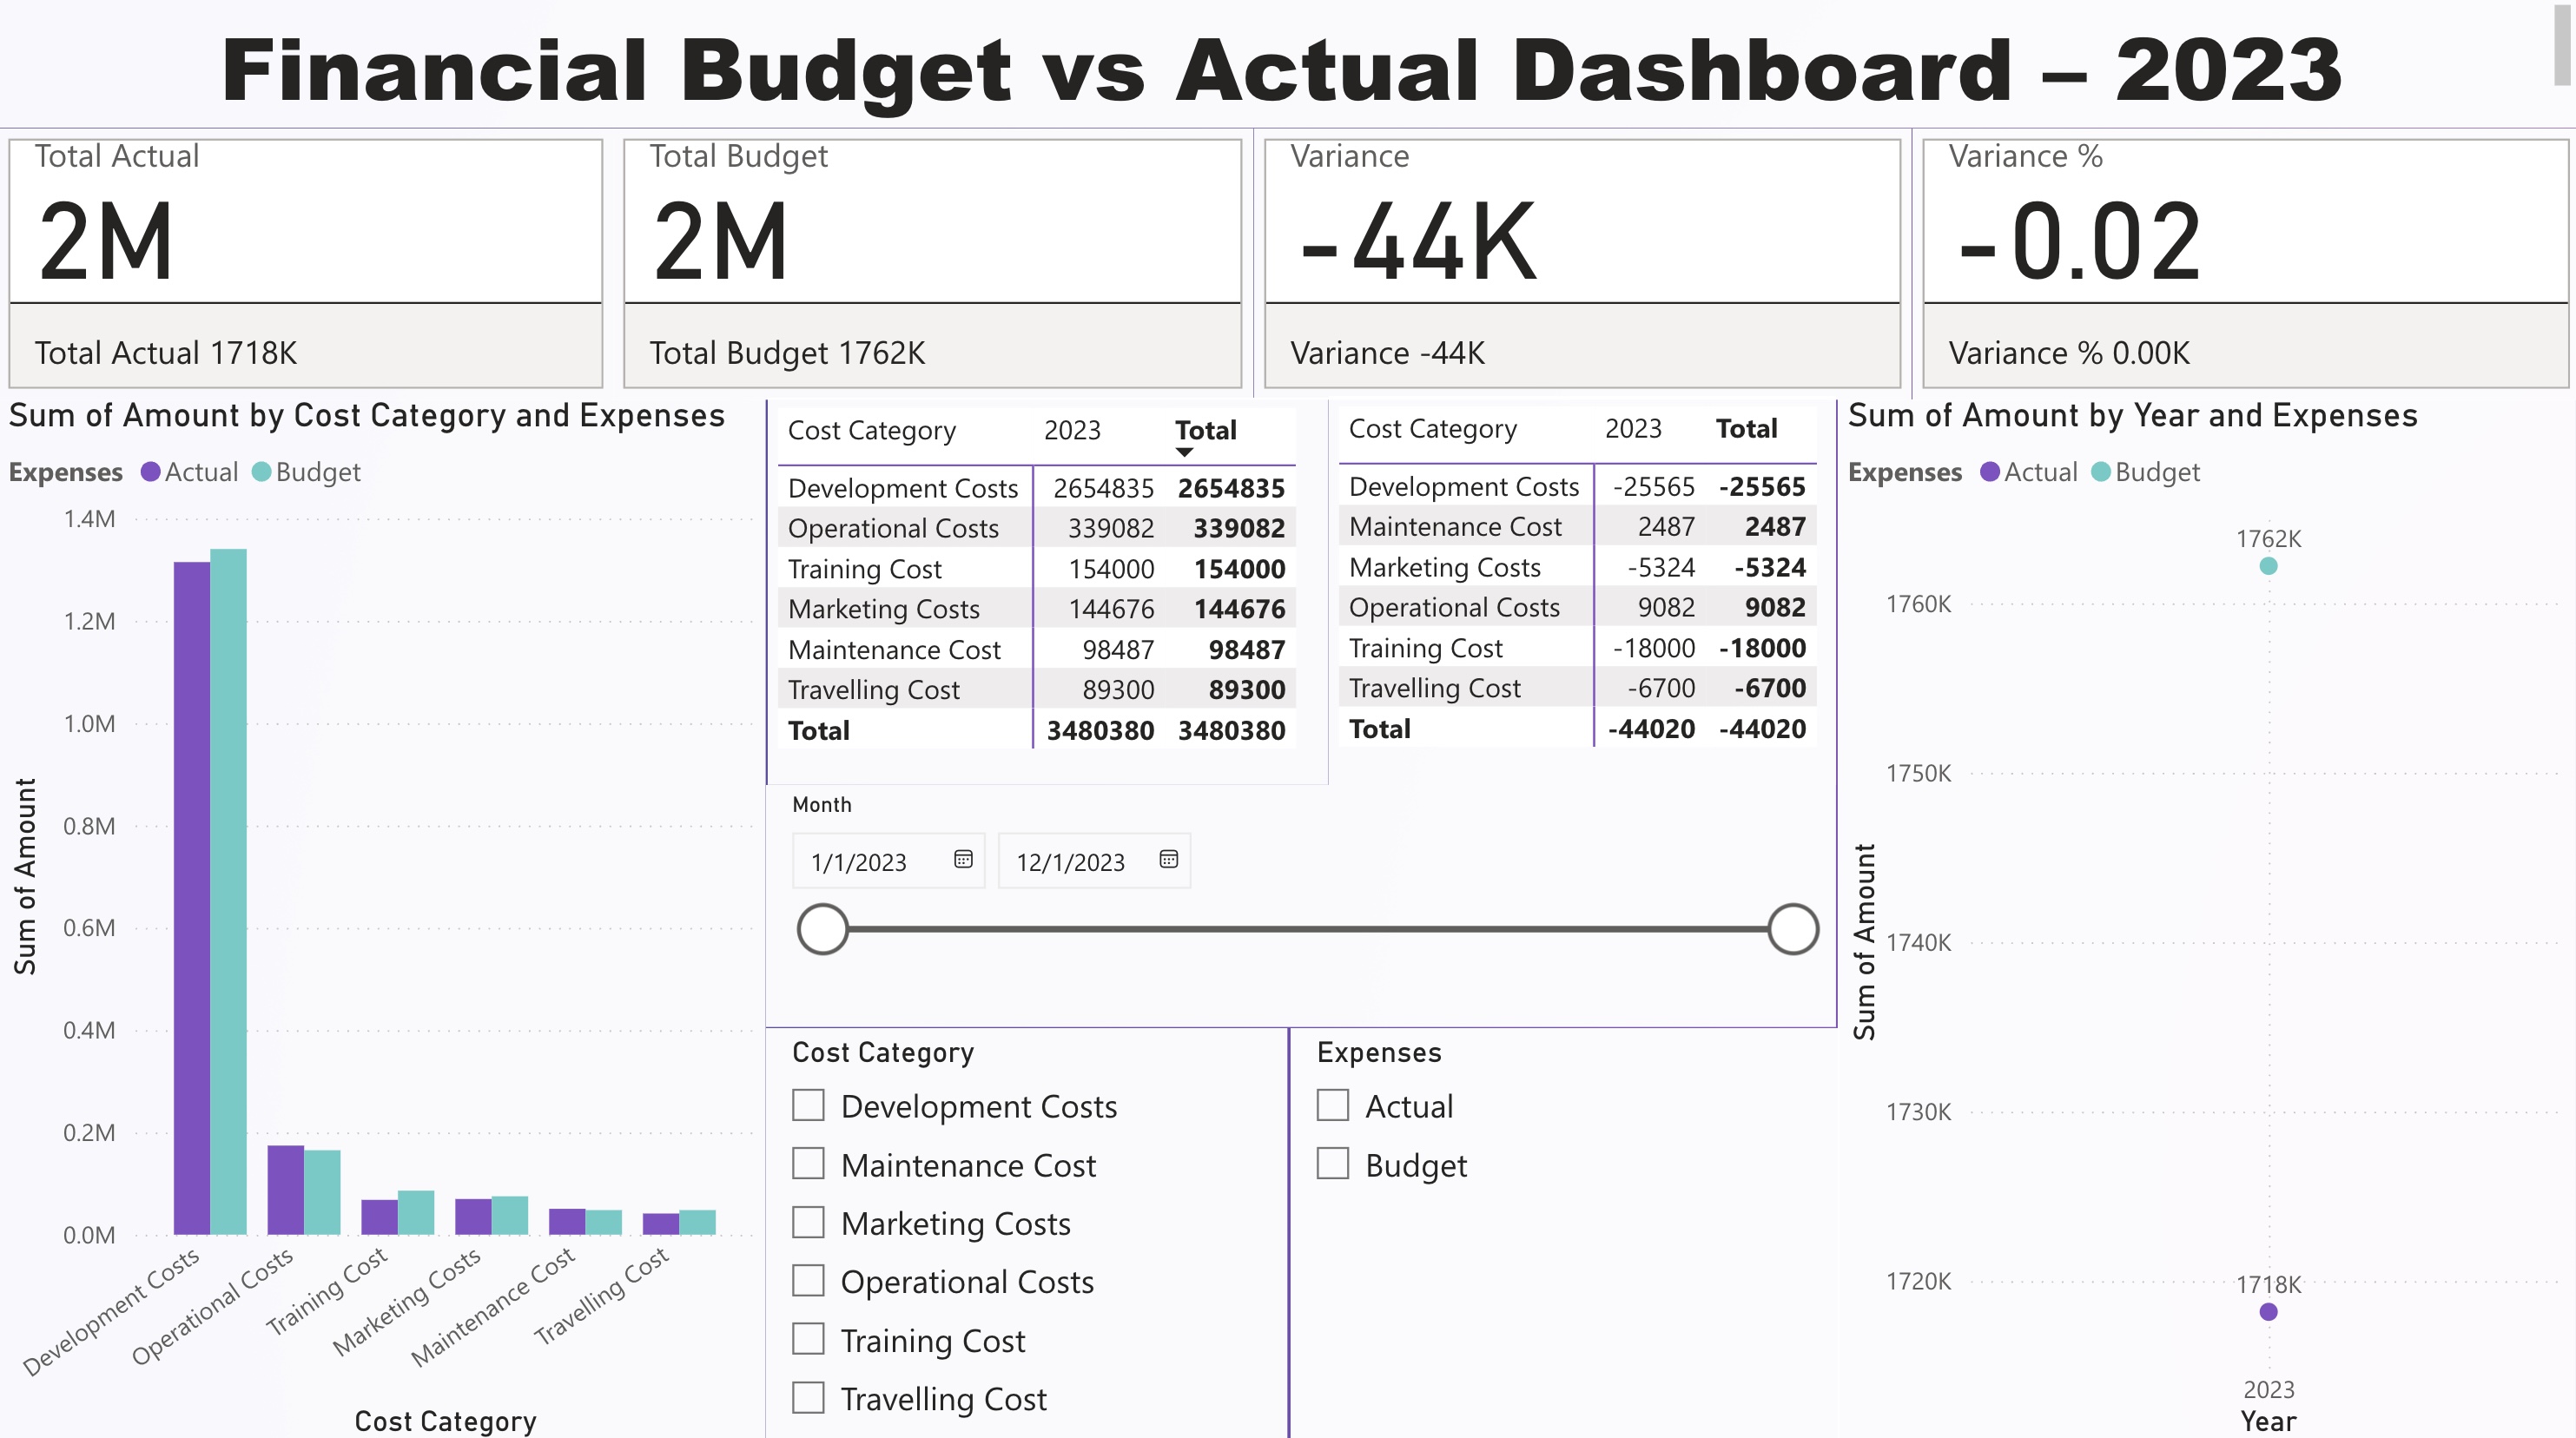 Financial Budget vs Actual Dashboard – 2023
Total Actual
2M
Total Actual 1718K
Total Budget
2M
Total Budget 1762K
Variance
-44K
Variance -44K
Variance %
-0.02
Variance % 0.00K
Sum of Amount by Cost Category and Expenses
Expenses Actual Budget
Sum of Amount
1.4M
1.2M
1.0M
0.8M
0.6M
0.4M
0.2M
0.0M
Development Costs
Operational Costs
Training Cost
Marketing Costs
Maintenance Cost
Travelling Cost
Cost Category
Cost Category 2023 Total
Development Costs 2654835 2654835
Operational Costs 339082 339082
Training Cost 154000 154000
Marketing Costs 144676 144676
Maintenance Cost 98487 98487
Travelling Cost 89300 89300
Total 3480380 3480380
Cost Category 2023 Total
Development Costs -25565 -25565
Maintenance Cost 2487 2487
Marketing Costs -5324 -5324
Operational Costs 9082 9082
Training Cost -18000 -18000
Travelling Cost -6700 -6700
Total -44020 -44020
Month
1/1/2023 12/1/2023
Cost Category
Development Costs
Maintenance Cost
Marketing Costs
Operational Costs
Training Cost
Travelling Cost
Expenses
Actual
Budget
Sum of Amount by Year and Expenses
Expenses Actual Budget
Sum of Amount
1762K
1760K
1750K
1740K
1730K
1720K
1718K
2023
Year